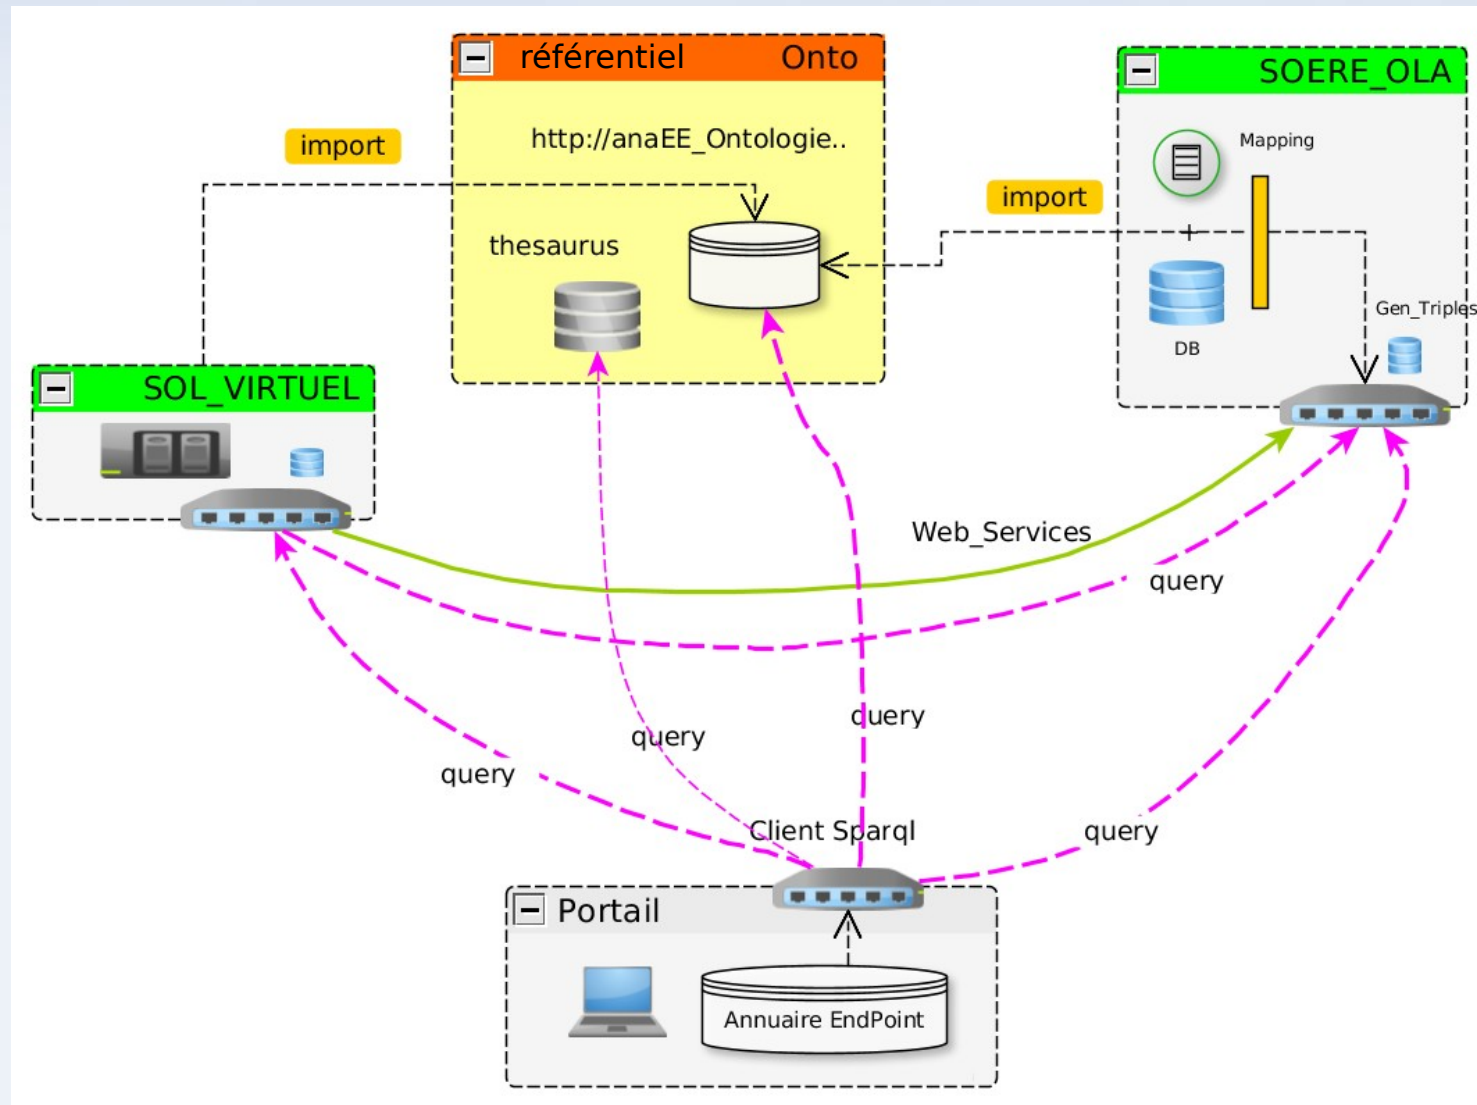 référentiel Onto
SOERE_OLA
http://anaEE_Ontologie..
import
Mapping
import
thesaurus
Gen_Triples
DB
SOL_VIRTUEL
Web_Services
query
query
query
query
Client Sparql
query
Portail
Annuaire EndPoint